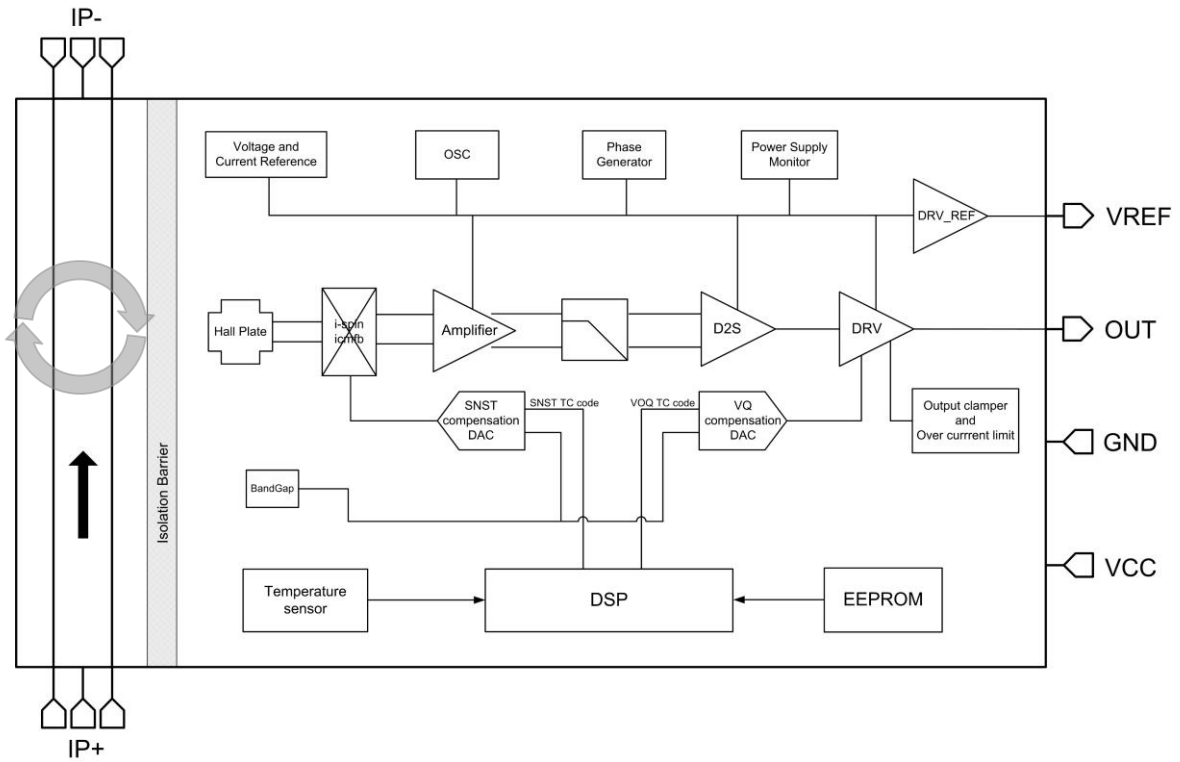 IP-
Voltage and
Current Reference
OSC
Phase
Generator
Power Supply
Monitor
DRV_REF
VREF
Hall Plate
i-spin
icmfb
Amplifier
D2S
DRV
OUT
SNST
compensation
DAC
SNST TC code
VOQ TC code
VQ
compensation
DAC
Output clamper
and
Over currrent limit
GND
BandGap
Isolation Barrier
VCC
Temperature
sensor
DSP
EEPROM
IP+